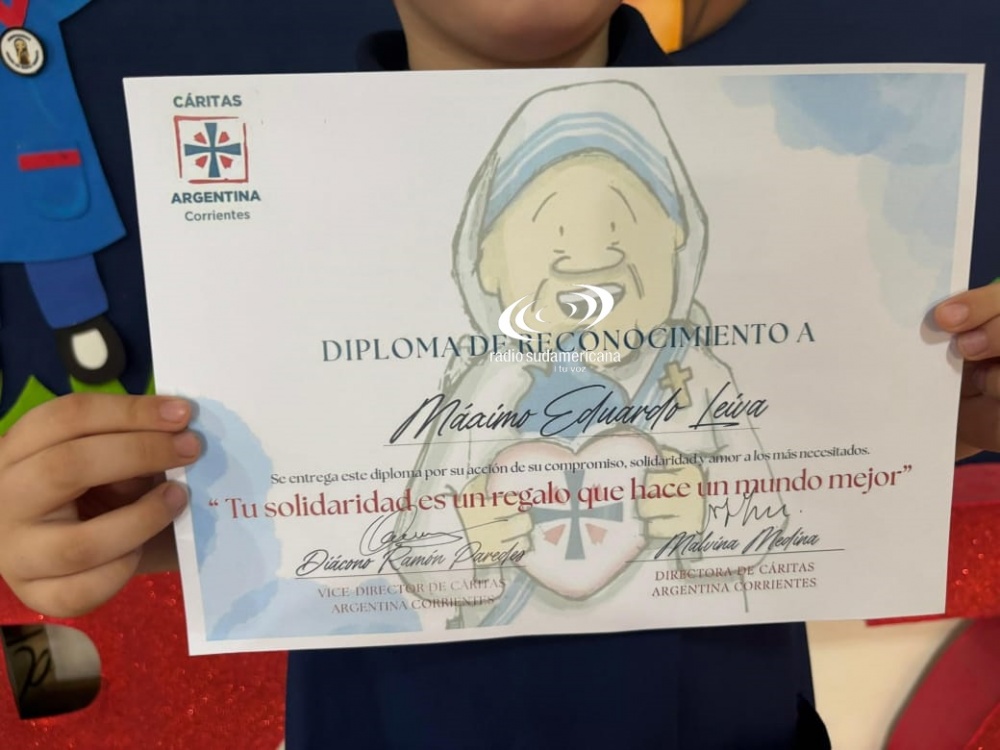 CÁRITAS
ARGENTINA
Corrientes
DIPLOMA DE RECONOCIMIENTO A
radio sudamericana
| tu voz
Máximo Eduardo Leiva
Se entrega este diploma por su acción de su compromiso, solidaridad y amor a los más necesitados.
“ Tu solidaridad es un regalo que hace un mundo mejor”
Diácono Ramón Paredes
Malvina Medina
VICE-DIRECTOR DE CÁRITAS
ARGENTINA CORRIENTES
DIRECTORA DE CÁRITAS
ARGENTINA CORRIENTES